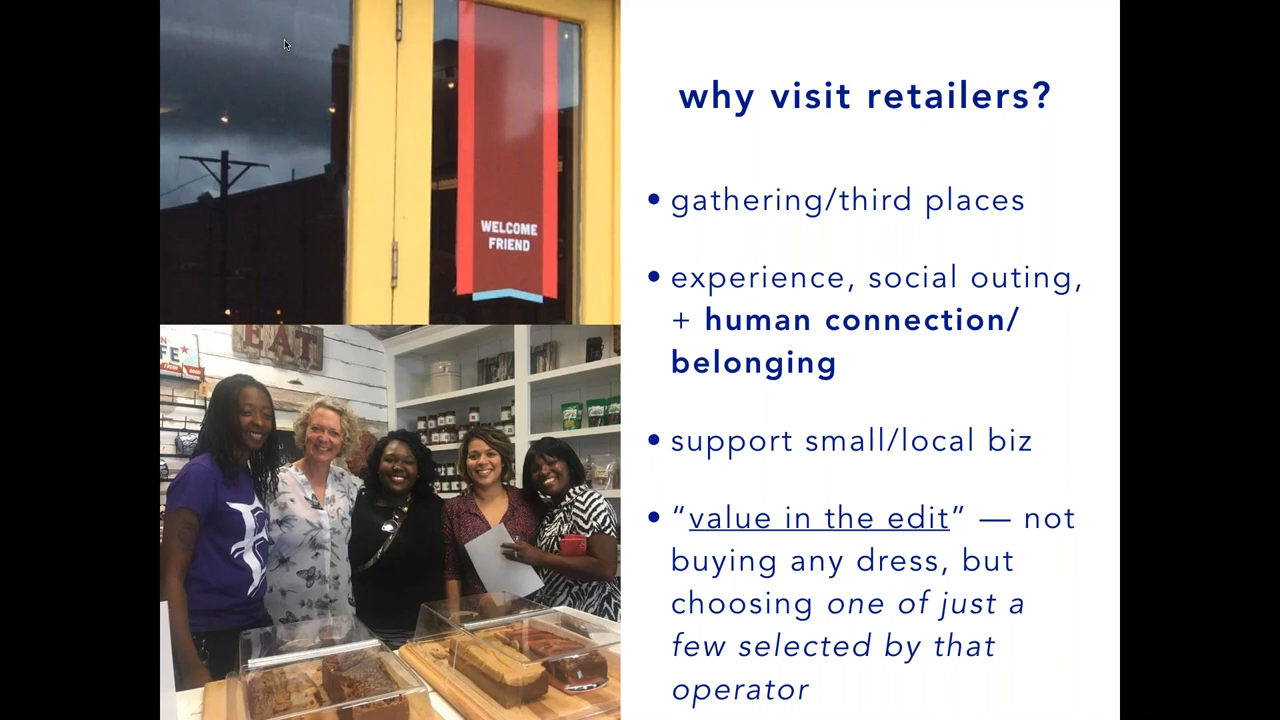 why visit retailers?
• gathering/third places
• experience, social outing,
+ human connection/
belonging
• support small/local biz
• “value in the edit” — not
buying any dress, but
choosing one of just a
few selected by that
operator
WELCOME
FRIEND
EAT